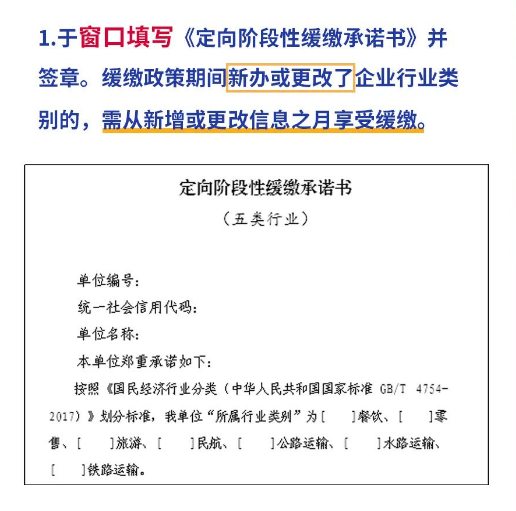 1.于窗口填写《定向阶段性缓缴承诺书》并
签章。缓缴政策期间新办或更改了企业行业类
别的，需从新增或更改信息之月享受缓缴。
定向阶段性缓缴承诺书
（五类行业）
单位编号：
统一社会信用代码：
单位名称：
本单位郑重承诺如下：
按照《国民经济行业分类（中华人民共和国国家标准 GB/T 4754-
2017）》划分标准，我单位“所属行业类别”为[ ]餐饮、[ ]零
售、[ ]旅游、[ ]民航、[ ]公路运输、[ ]水路运输、
[ ]铁路运输。